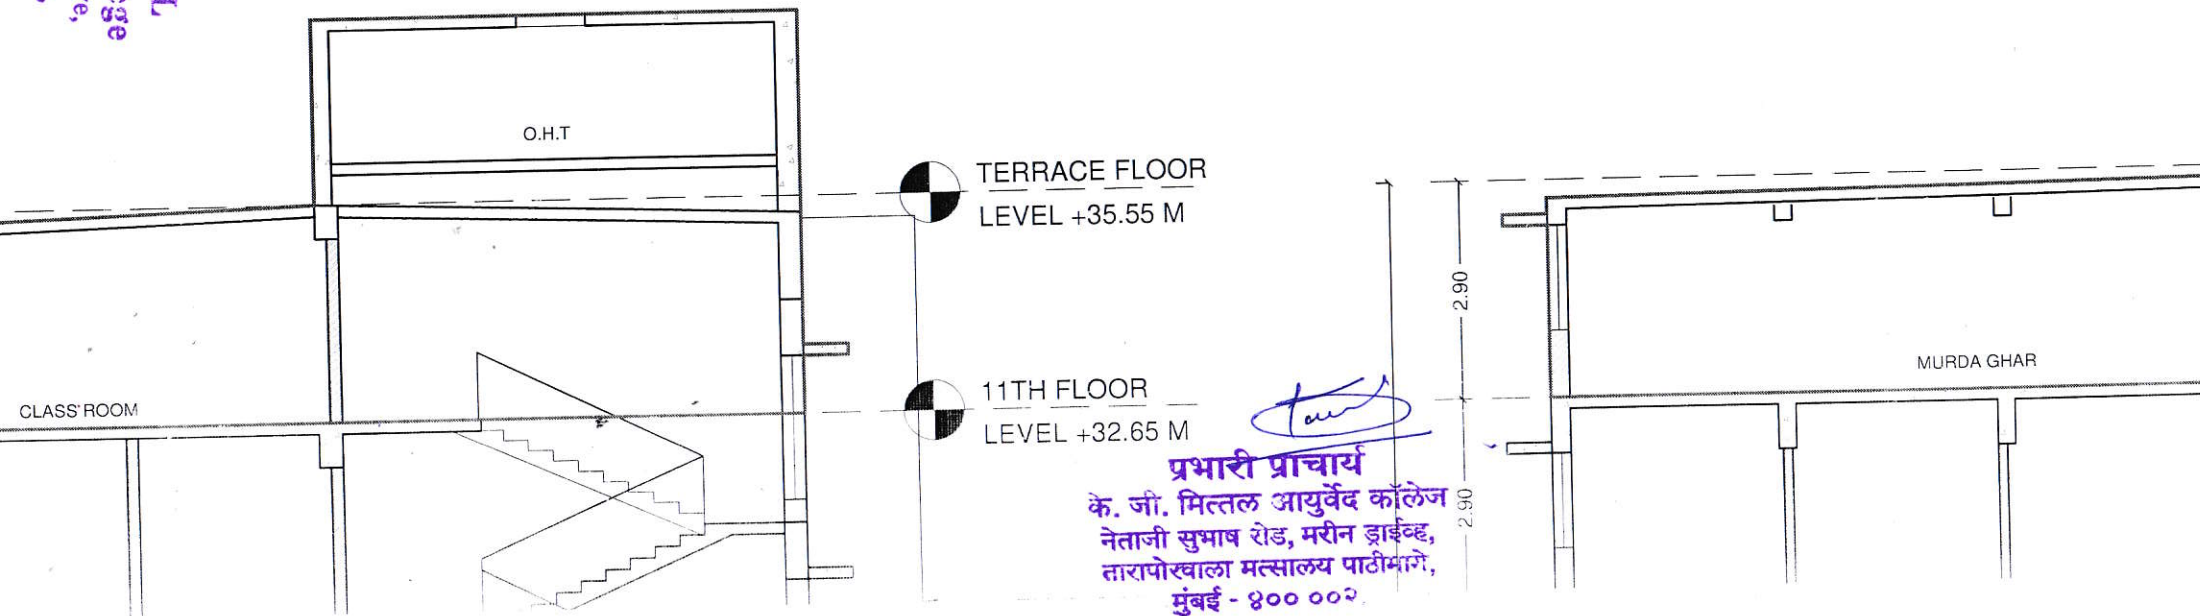 O.H.T
TERRACE FLOOR
LEVEL +35.55 M
2.90
MURDA GHAR
CLASS ROOM
11TH FLOOR
LEVEL +32.65 M
2.90
प्रभारी प्राचार्य
के. जी. मित्तल आयुर्वेद कॉलेज
नेताजी सुभाष रोड, मरीन ड्राईव्ह,
तारापोरवाला मत्सालय पाठीमागे,
मुंबई - ४०० ००२